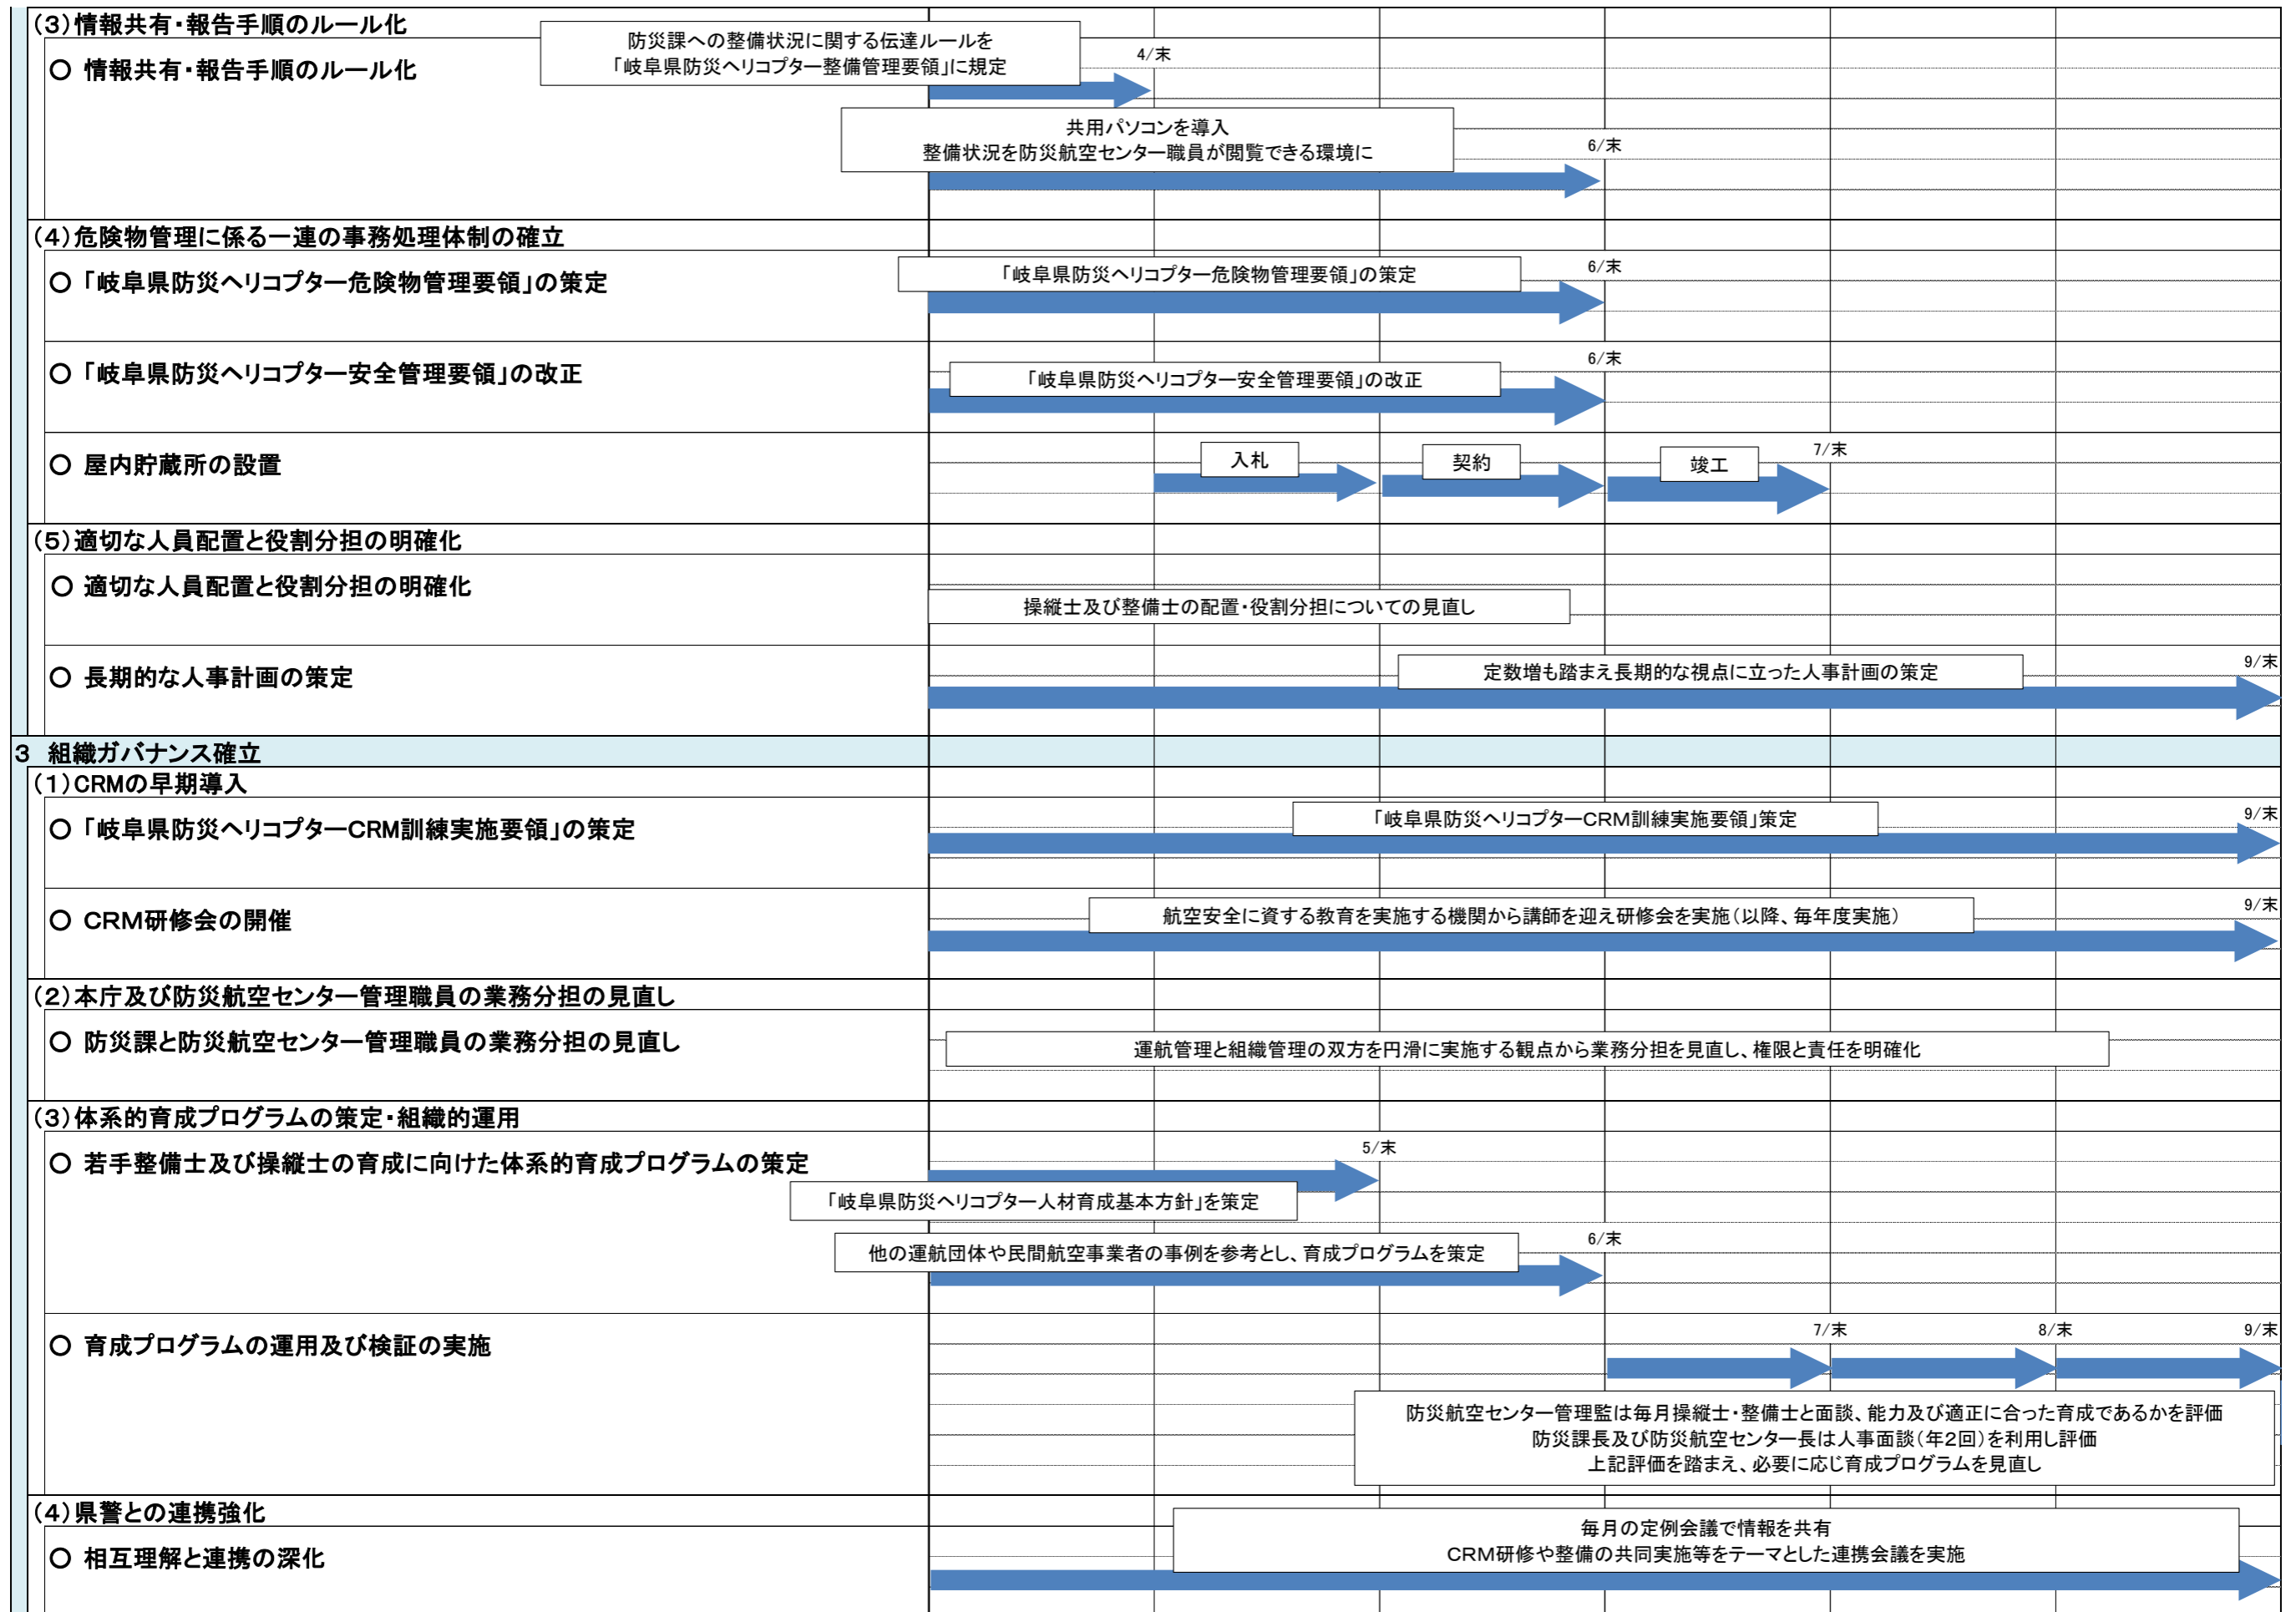 (3)情報共有・報告手順のルール化
防災課への整備状況に関する伝達ルールを
「岐阜県防災ヘリコプター整備管理要領」に規定
4/末
○ 情報共有・報告手順のルール化
共用パソコンを導入
整備状況を防災航空センター職員が閲覧できる環境に
6/末
(4)危険物管理に係る一連の事務処理体制の確立
○ 「岐阜県防災ヘリコプター危険物管理要領」の策定
「岐阜県防災ヘリコプター危険物管理要領」の策定
6/末
○ 「岐阜県防災ヘリコプター安全管理要領」の改正
「岐阜県防災ヘリコプター安全管理要領」の改正
6/末
○ 屋内貯蔵所の設置
入札
契約
竣工
7/末
(5)適切な人員配置と役割分担の明確化
○ 適切な人員配置と役割分担の明確化
操縦士及び整備士の配置・役割分担についての見直し
○ 長期的な人事計画の策定
定数増も踏まえ長期的な視点に立った人事計画の策定
9/末
3 組織ガバナンス確立
(1)CRMの早期導入
○ 「岐阜県防災ヘリコプターCRM訓練実施要領」の策定
「岐阜県防災ヘリコプターCRM訓練実施要領」策定
9/末
○ CRM研修会の開催
航空安全に資する教育を実施する機関から講師を迎え研修会を実施(以降、毎年度実施)
9/末
(2)本庁及び防災航空センター管理職員の業務分担の見直し
○ 防災課と防災航空センター管理職員の業務分担の見直し
運航管理と組織管理の双方を円滑に実施する観点から業務分担を見直し、権限と責任を明確化
(3)体系的育成プログラムの策定・組織的運用
○ 若手整備士及び操縦士の育成に向けた体系的育成プログラムの策定
5/末
「岐阜県防災ヘリコプター人材育成基本方針」を策定
他の運航団体や民間航空事業者の事例を参考とし、育成プログラムを策定
6/末
○ 育成プログラムの運用及び検証の実施
7/末
8/末
9/末
防災航空センター管理監は毎月操縦士・整備士と面談、能力及び適正に合った育成であるかを評価
防災課長及び防災航空センター長は人事面談(年2回)を利用し評価
上記評価を踏まえ、必要に応じ育成プログラムを見直し
(4)県警との連携強化
○ 相互理解と連携の深化
毎月の定例会議で情報を共有
CRM研修や整備の共同実施等をテーマとした連携会議を実施